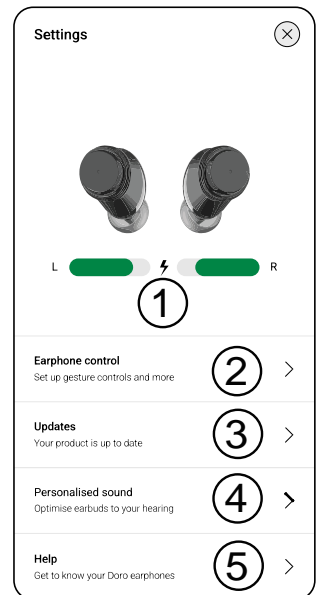 Settings
L R
1
Earphone control
Set up gesture controls and more
2
Updates
Your product is up to date
3
Personalised sound
Optimise earbuds to your hearing
4
Help
Get to know your Doro earphones
5